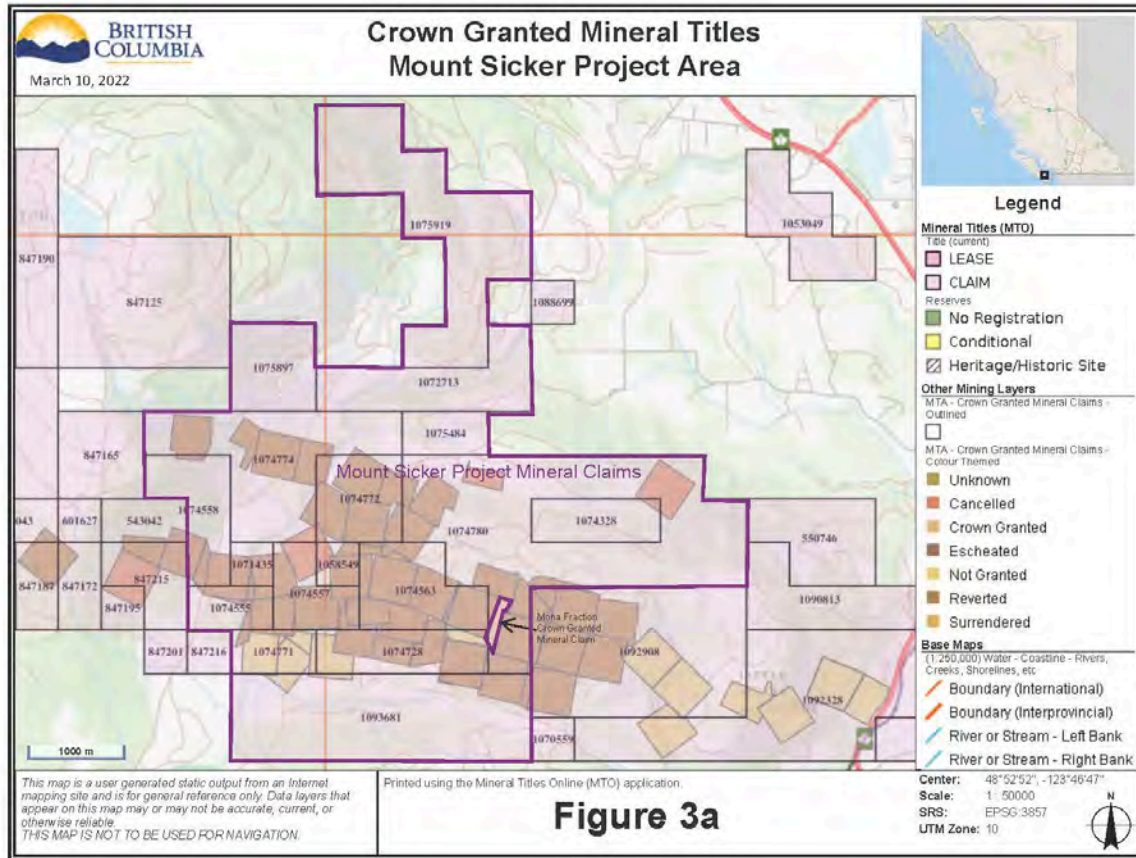 BRITISH
COLUMBIA
March 10, 2022
Crown Granted Mineral Titles
Mount Sicker Project Area
1075919
1053049
847190
847125
1088699
1075897
1072713
1075484
847165
1074774
Mount Sicker Project Mineral Claims
1074772
1074558
1074780
1074328
043
601627
543042
550746
847187
847172
847215
1071435
1058549
1074557
1074563
847195
1074555
1090813
Mona Fraction
Crown Granted
Mineral Claim
847201
847216
1074771
1074728
1092908
1092328
1093681
1070559
1000 m
Legend
Mineral Titles (MTO)
Title (current)
LEASE
CLAIM
Reserves
No Registration
Conditional
Heritage/Historic Site
Other Mining Layers
MTA - Crown Granted Mineral Claims -
Outlined
MTA - Crown Granted Mineral Claims -
Colour Themed
Unknown
Cancelled
Crown Granted
Escheated
Not Granted
Reverted
Surrendered
Base Maps
(1:250,000) Water - Coastline - Rivers,
Creeks, Shorelines, etc
Boundary (International)
Boundary (Interprovincial)
River or Stream - Left Bank
River or Stream - Right Bank
This map is a user generated static output from an Internet
mapping site and is for general reference only. Data layers that
appear on this map may or may not be accurate, current, or
otherwise reliable.
THIS MAP IS NOT TO BE USED FOR NAVIGATION.
Printed using the Mineral Titles Online (MTO) application.
Figure 3a
Center: 48°52'52", -123°46'47"
Scale: 1: 50000
SRS: EPSG:3857
UTM Zone: 10
N